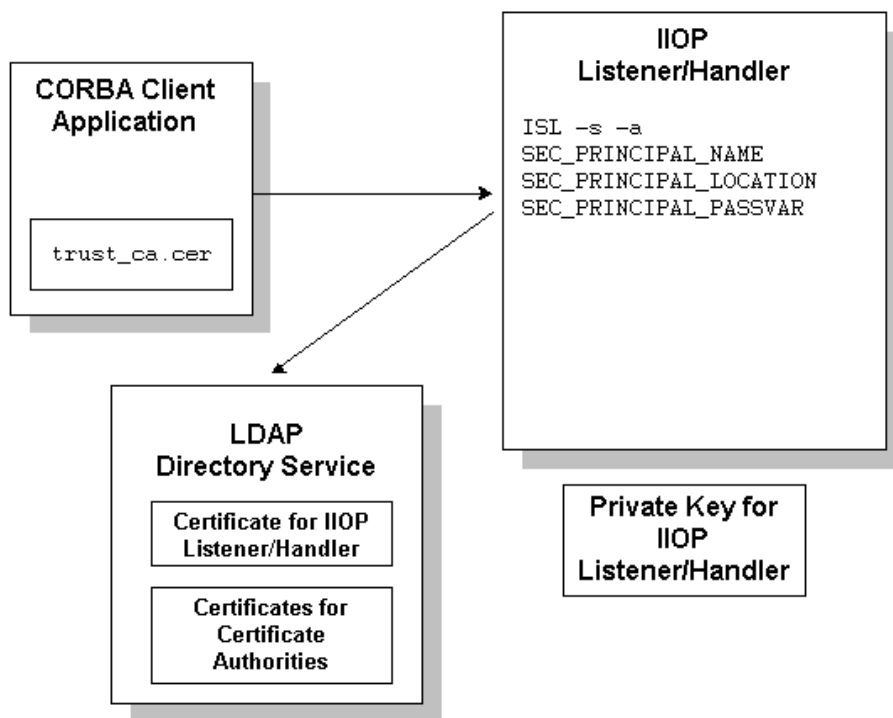 CORBA Client
Application
trust_ca.cer
IIOP
Listener/Handler
ISL -s -a
SEC_PRINCIPAL_NAME
SEC_PRINCIPAL_LOCATION
SEC_PRINCIPAL_PASSVAR
LDAP
Directory Service
Certificate for IIOP
Listener/Handler
Certificates for
Certificate
Authorities
Private Key for
IIOP
Listener/Handler